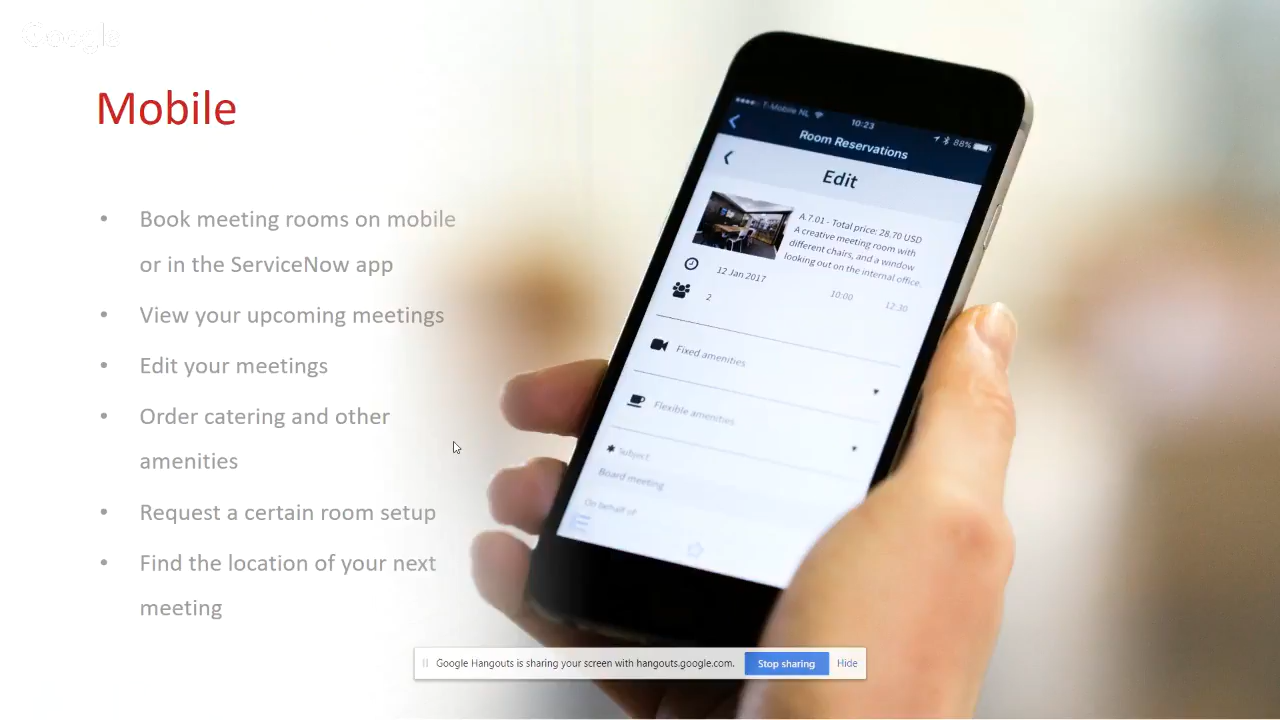 Google
Mobile
• Book meeting rooms on mobile
or in the ServiceNow app
• View your upcoming meetings
• Edit your meetings
• Order catering and other
amenities
• Request a certain room setup
• Find the location of your next
meeting
T-Mobile NL
10:23
88%
Room Reservations
Edit
A.7.01 - Total price: 28.70 USD
A creative meeting room with
different chairs, and a window
looking out on the internal office.
12 Jan 2017
10:00 12:30
2
Fixed amenities
Flexible amenities
✱ Subject
Board meeting
On behalf of
Google Hangouts is sharing your screen with hangouts.google.com. Stop sharing Hide